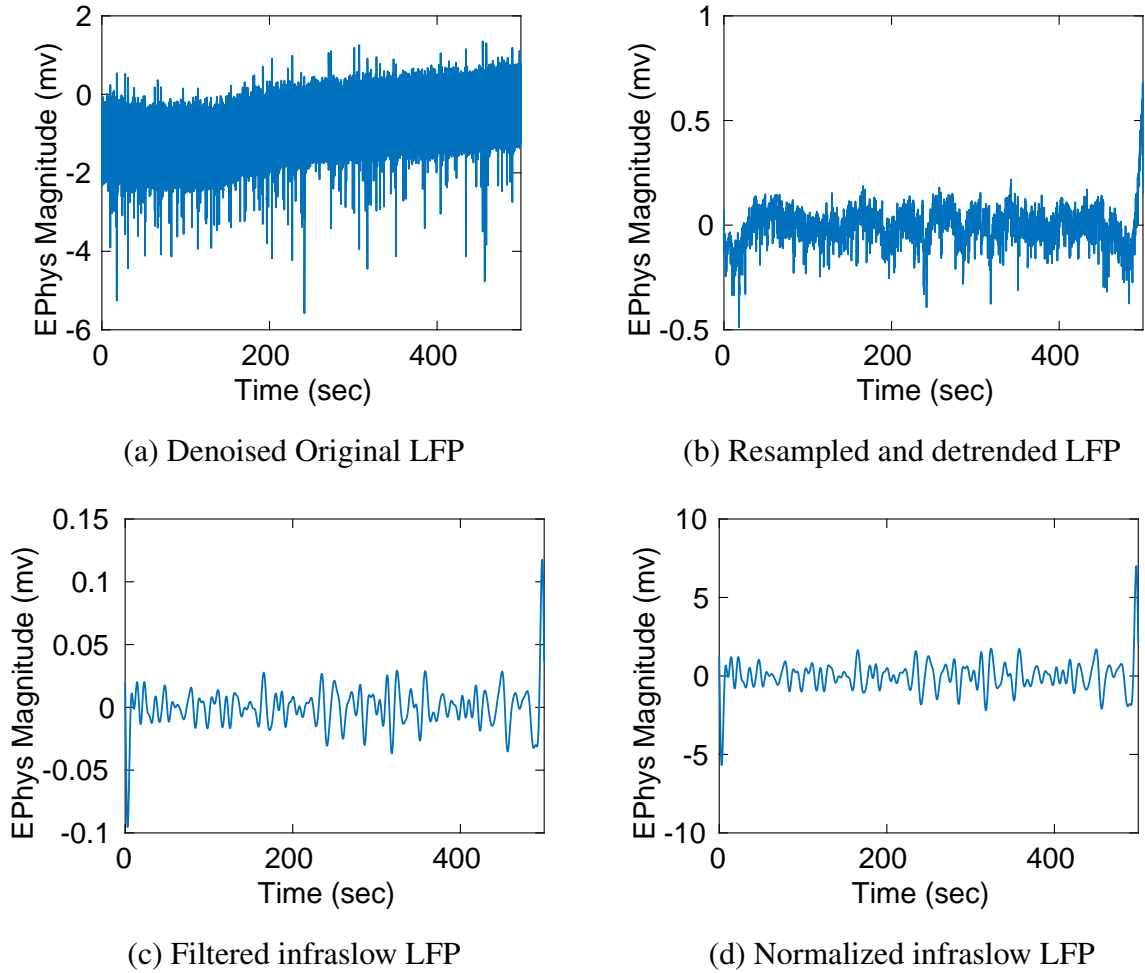 2
0
-2
-4
-6
0 200 400
EPhys Magnitude (mv)
Time (sec)
(a) Denoised Original LFP
1
0.5
0
-0.5
0 200 400
EPhys Magnitude (mv)
Time (sec)
(b) Resampled and detrended LFP
0.15
0.1
0.05
0
-0.05
-0.1
0 200 400
EPhys Magnitude (mv)
Time (sec)
(c) Filtered infraslow LFP
10
5
0
-5
-10
0 200 400
EPhys Magnitude (mv)
Time (sec)
(d) Normalized infraslow LFP